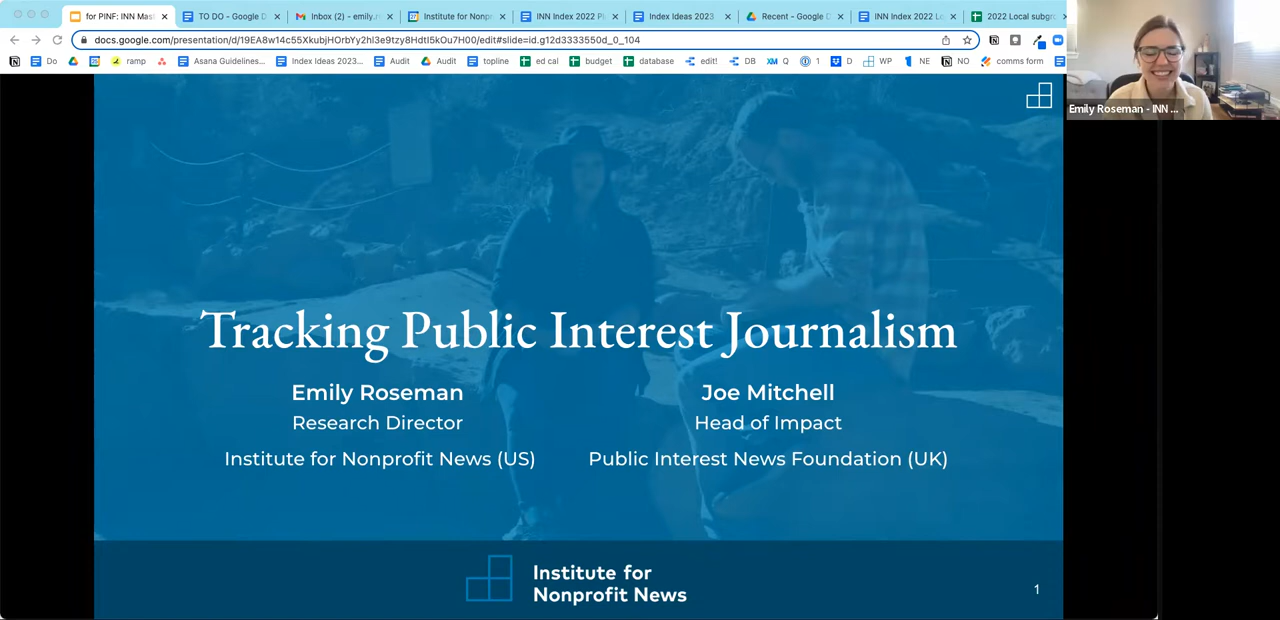 for PINF: INN Mas
TO DO - Google D
Inbox (2) - emily.r
Institute for Nonpr
INN Index 2022 P
Index Ideas 2023
Recent - Google D
INN Index 2022 L
2022 Local subgr
docs.google.com/presentation/d/19EA8w14c55XkubjHOrbYy2hl3e9tzy8HdtI5kOu7H00/edit#slide=id.g12d3333550d_0_104
Do
ramp
Asana Guidelines...
Index Ideas 2023...
Audit
Audit
topline
ed cal
budget
database
edit!
DB
XM Q
1
D
WP
NE
NO
comms form
Emily Roseman - INN ...
Tracking Public Interest Journalism
Emily Roseman
Joe Mitchell
Research Director
Head of Impact
Institute for Nonprofit News (US)
Public Interest News Foundation (UK)
Institute for
Nonprofit News
1